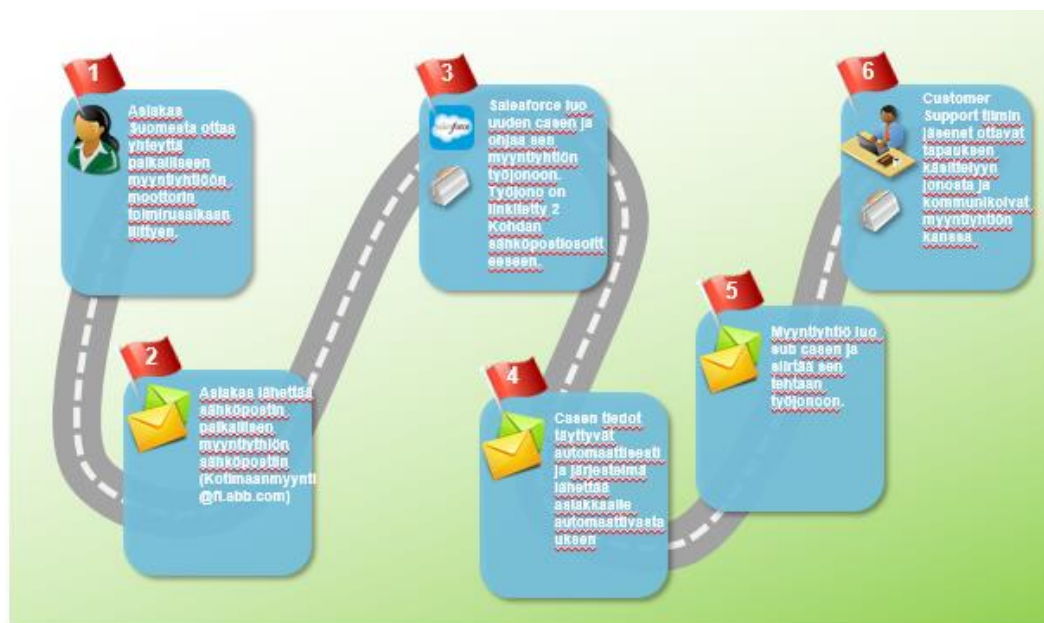 1
Asiakas
Suomesta ottaa
yhteyttä
paikalliseen
myyntiyhtiöön
moottorin
toimitusaikaan
liittyen.
2
Asiakas lähettää
sähköpostin
paikallisen
myyntiythiön
sähköpostiin
(Kotimaanmyynti
@fi.abb.com)
3
salesforce
Salesforce luo
uuden casen ja
ohjaa sen
myyntiyhtiön
työjonoon.
Työjono on
linkitetty 2
Kohdan
sähköpostiosoitt
eeseen.
4
Casen tiedot
täyttyvät
automaattisesti
ja järjestelmä
lähettää
asiakkaalle
automaattivasta
uksen
5
Myyntiyhtiö luo
sub casen ja
siirtää sen
tehtaan
työjonoon.
6
Customer
Support tiimin
jäsenet ottavat
tapauksen
käsittelyyn
jonosta ja
kommunikoivat
myyntiyhtiön
kanssa